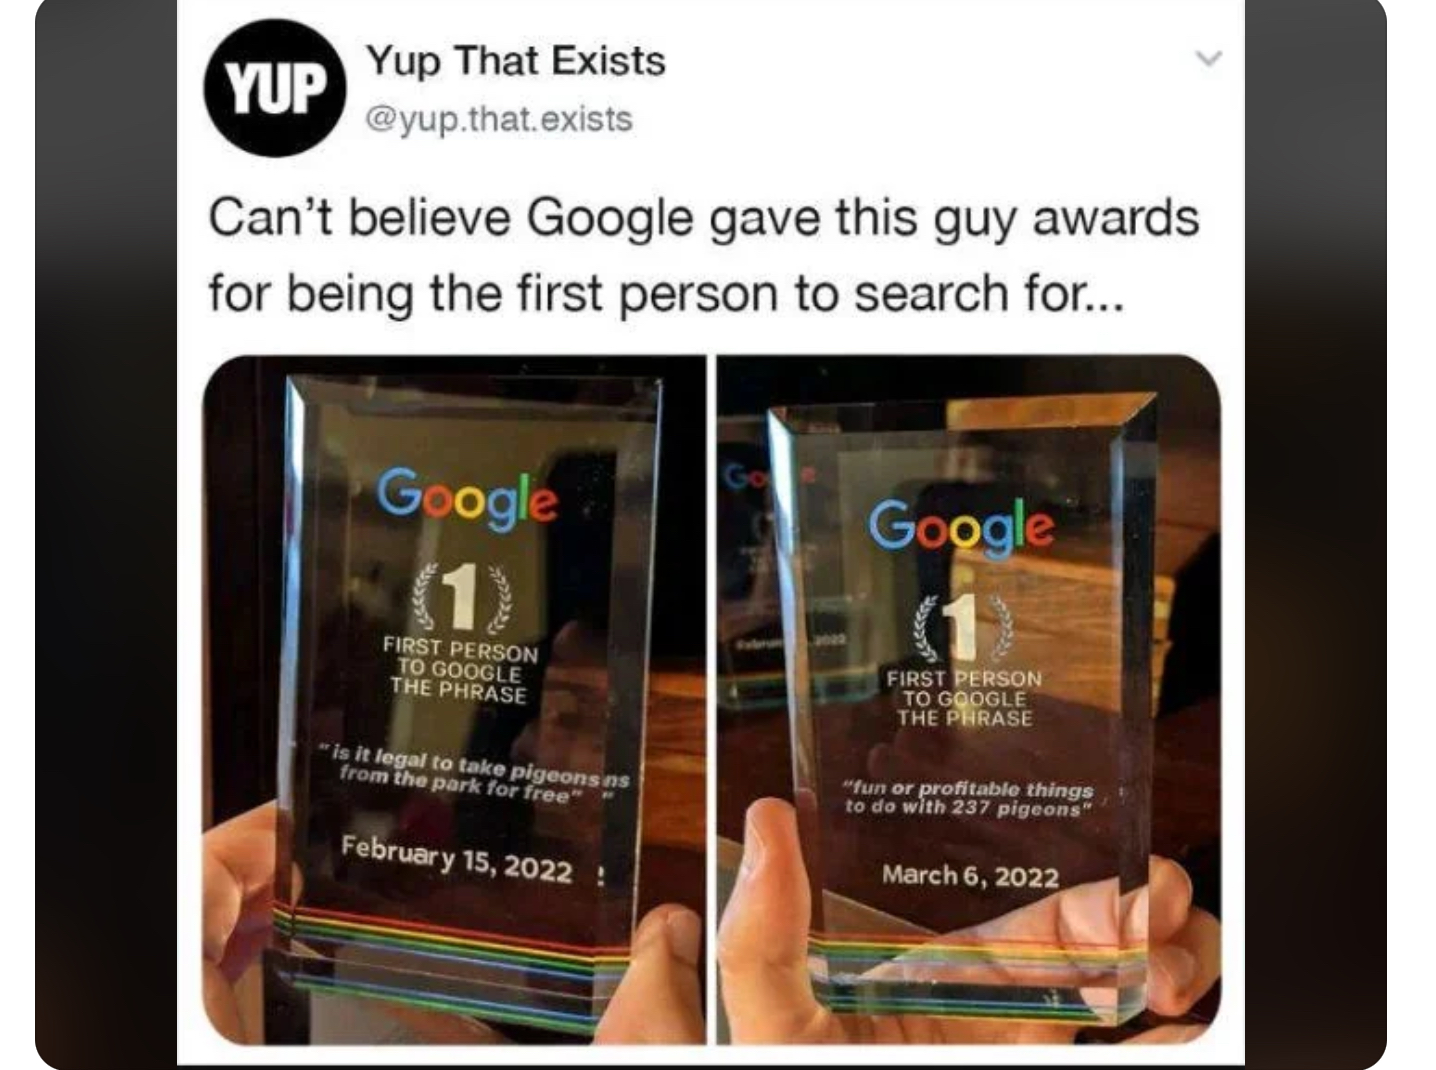 YUP
Yup That Exists
@yup.that.exists
Can't believe Google gave this guy awards
for being the first person to search for...
Google
1
FIRST PERSON
TO GOOGLE
THE PHRASE
"is it legal to take pigeons ns
from the park for free" "
February 15, 2022 :
Google
Google
1
FIRST PERSON
TO GOOGLE
THE PHRASE
"fun or profitable things
to do with 237 pigeons"
March 6, 2022